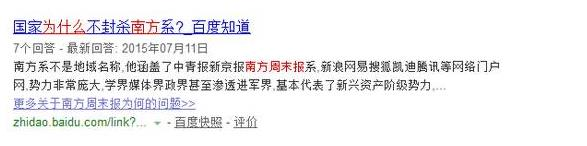 国家为什么不封杀南方系?_百度知道
7个回答 - 最新回答: 2015年07月11日
南方系不是地域名称,他涵盖了中青报新京报南方周末报系,新浪网易搜狐凯迪腾讯等网络门户
网,势力非常庞大,学界媒体界政界甚至渗透进军界,基本代表了新兴资产阶级势力,...
更多关于南方周末报为何的问题>>
zhidao.baidu.com/link?... - 百度快照 - 评价